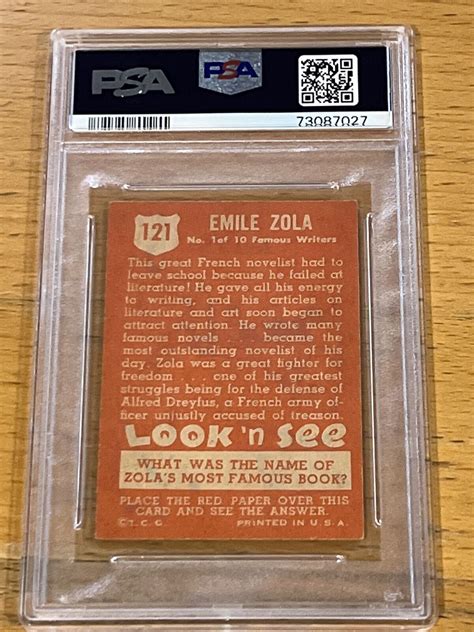 PSA
PSA
73087027
121
EMILE ZOLA
No. 1 of 10 Famous Writers
This great French novelist had to
leave school because he failed at
literature! He gave all his energy
to writing, and his articles on
literature and art soon began to
attract attention. He wrote many
famous novels . . . became the
most outstanding novelist of his
day. Zola was a great fighter for
freedom . . . one of his greatest
struggles being for the defense of
Alfred Dreyfus, a French army of-
ficer unjustly accused of treason.
LOOK 'n SEE
WHAT WAS THE NAME OF
ZOLA'S MOST FAMOUS BOOK?
PLACE THE RED PAPER OVER THIS
CARD AND SEE THE ANSWER.
©T.C.G. PRINTED IN U.S.A.